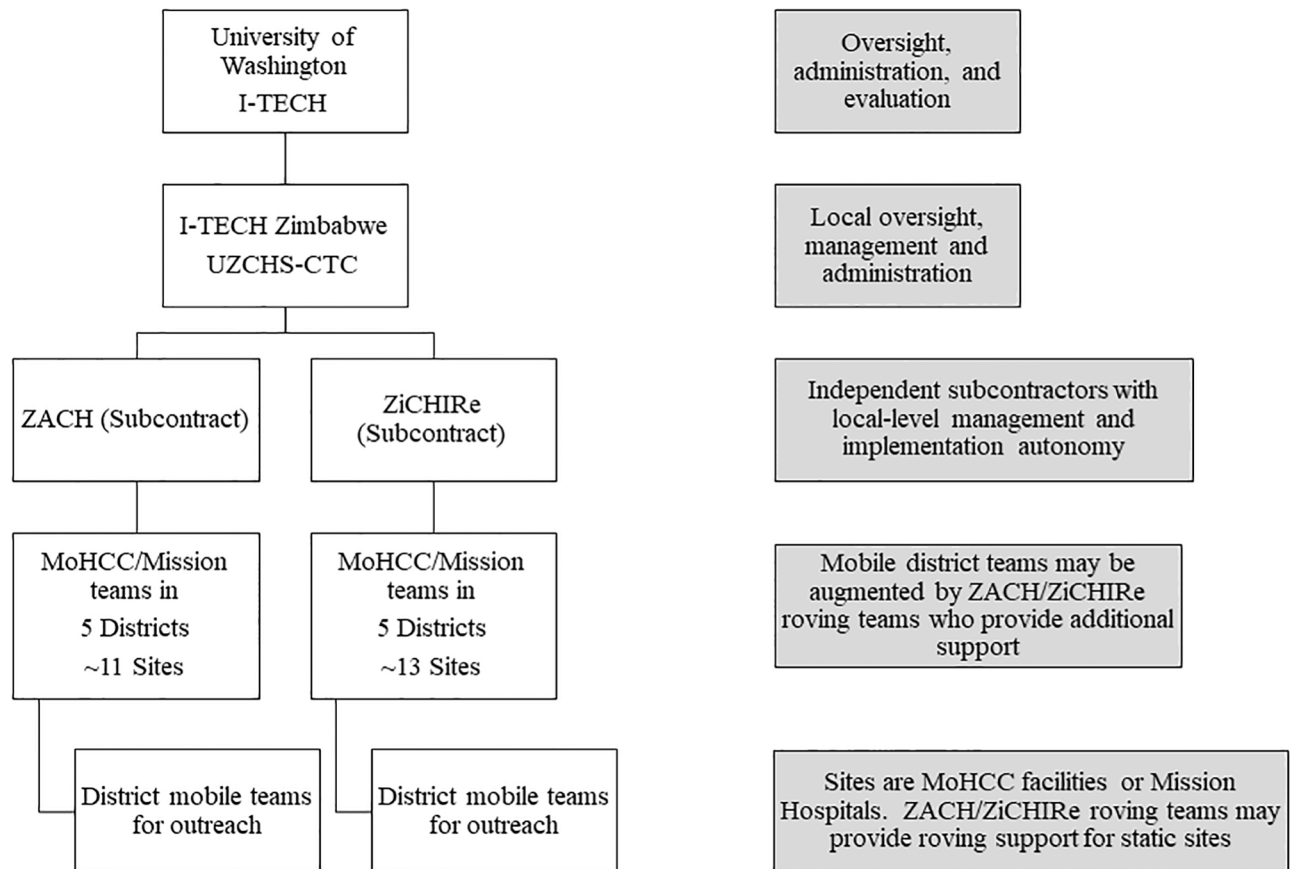 University of
Washington
I-TECH
Oversight,
administration, and
evaluation
I-TECH Zimbabwe
UZCHS-CTC
Local oversight,
management and
administration
ZACH (Subcontract)
ZiCHIRe
(Subcontract)
Independent subcontractors with
local-level management and
implementation autonomy
MoHCC/Mission
teams in
5 Districts
~11 Sites
MoHCC/Mission
teams in
5 Districts
~13 Sites
Mobile district teams may be
augmented by ZACH/ZiCHIRe
roving teams who provide additional
support
District mobile teams
for outreach
District mobile teams
for outreach
Sites are MoHCC facilities or Mission
Hospitals. ZACH/ZiCHIRe roving teams may
provide roving support for static sites